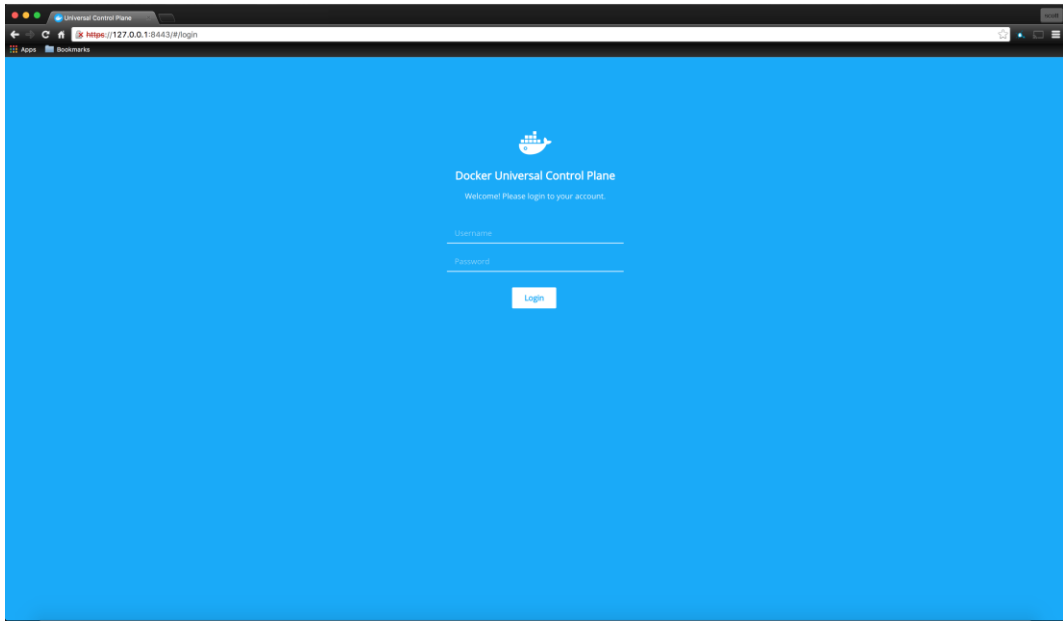 Universal Control Plane
https://127.0.0.1:8443/#/login
Apps Bookmarks
Docker Universal Control Plane
Welcome! Please login to your account.
Username
Password
Login